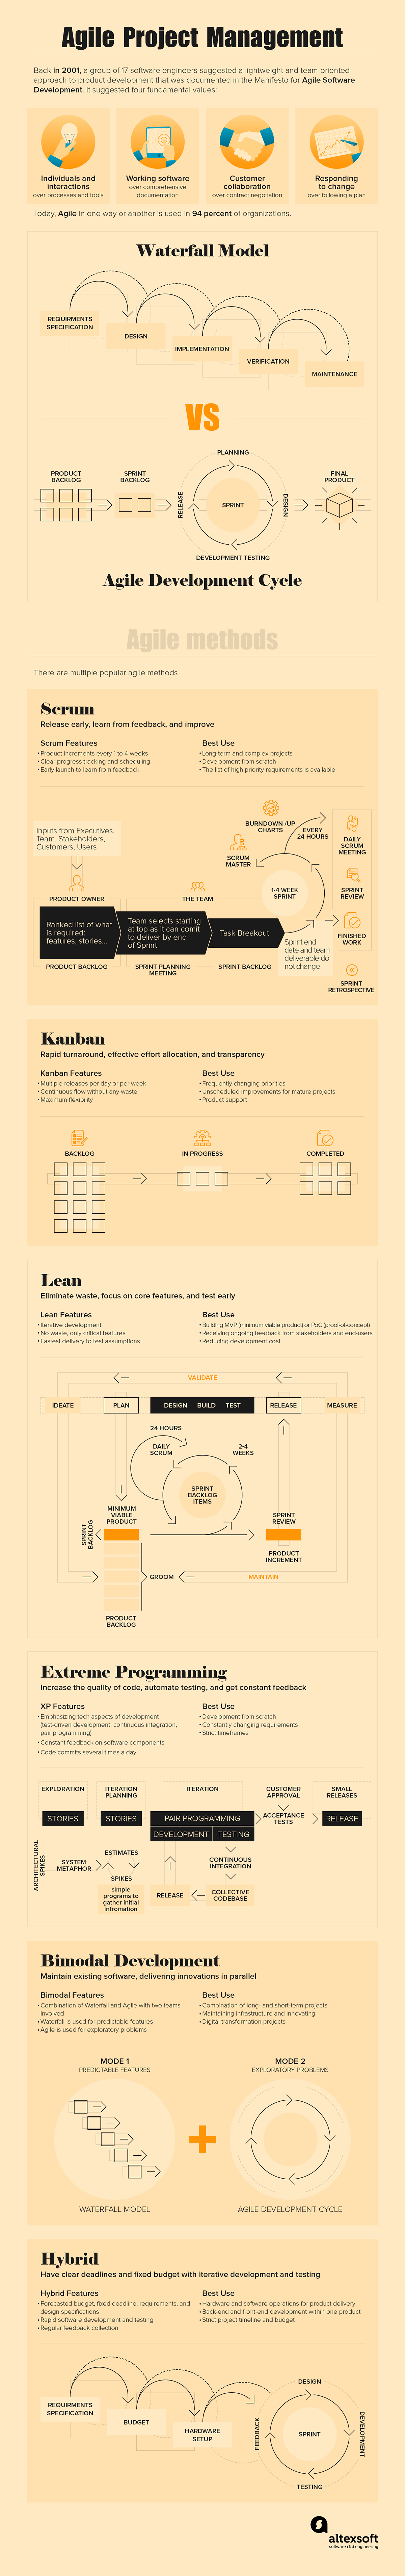 Agile Project Management
Back in 2001, a group of 17 software engineers suggested a lightweight and team-oriented
approach to product development that was documented in the Manifesto for Agile Software
Development. It suggested four fundamental values:
Individuals and
interactions
over processes and tools
Working software
over comprehensive
documentation
Customer
collaboration
over contract negotiation
Responding
to change
over following a plan
Today, Agile in one way or another is used in 94 percent of organizations.
Waterfall Model
REQUIRMENTS
SPECIFICATION
DESIGN
IMPLEMENTATION
VERIFICATION
MAINTENANCE
VS
PLANNING
PRODUCT
BACKLOG
SPRINT
BACKLOG
RELEASE
SPRINT
DESIGN
FINAL
PRODUCT
DEVELOPMENT TESTING
Agile Development Cycle
Agile methods
There are multiple popular agile methods
Scrum
Release early, learn from feedback, and improve
Scrum Features
• Product increments every 1 to 4 weeks
• Clear progress tracking and scheduling
• Early launch to learn from feedback
Best Use
• Long-term and complex projects
• Development from scratch
• The list of high priority requirements is available
BURNDOWN /UP
CHARTS
EVERY
24 HOURS
Inputs from Executives,
Team, Stakeholders,
Customers, Users
SCRUM
MASTER
DAILY
SCRUM
MEETING
1-4 WEEK
SPRINT
SPRINT
REVIEW
PRODUCT OWNER
THE TEAM
Ranked list of what
is required:
features, stories...
Team selects starting
at top as it can comit
to deliver by end
of Sprint
Task Breakout
Sprint end
date and team
deliverable do
not change
FINISHED
WORK
PRODUCT BACKLOG
SPRINT PLANNING
MEETING
SPRINT BACKLOG
SPRINT
RETROSPECTIVE
Kanban
Rapid turnaround, effective effort allocation, and transparency
Kanban Features
• Multiple releases per day or per week
• Continuous flow without any waste
• Maximum flexibility
Best Use
• Frequently changing priorities
• Unscheduled improvements for mature projects
• Product support
BACKLOG
IN PROGRESS
COMPLETED
Lean
Eliminate waste, focus on core features, and test early
Lean Features
• Iterative development
• No waste, only critical features
• Fastest delivery to test assumptions
Best Use
• Building MVP (minimum viable product) or PoC (proof-of-concept)
• Receiving ongoing feedback from stakeholders and end-users
• Reducing development cost
VALIDATE
IDEATE
PLAN
DESIGN BUILD TEST
RELEASE
MEASURE
24 HOURS
DAILY
SCRUM
2-4
WEEKS
SPRINT
BACKLOG
ITEMS
MINIMUM
VIABLE
PRODUCT
SPRINT
REVIEW
SPRINT
BACKLOG
PRODUCT
INCREMENT
GROOM
MAINTAIN
PRODUCT
BACKLOG
Extreme Programming
Increase the quality of code, automate testing, and get constant feedback
XP Features
• Emphasizing tech aspects of development
(test-driven development, continuous integration,
pair programming)
• Constant feedback on software components
• Code commits several times a day
Best Use
• Development from scratch
• Constantly changing requirements
• Strict timeframes
EXPLORATION
ITERATION
PLANNING
ITERATION
CUSTOMER
APPROVAL
SMALL
RELEASES
STORIES
STORIES
PAIR PROGRAMMING
DEVELOPMENT
TESTING
ACCEPTANCE
TESTS
RELEASE
ARCHITECTURAL
SPIKES
SYSTEM
METAPHOR
ESTIMATES
CONTINUOUS
INTEGRATION
SPIKES
simple
programs to
gather initial
infromation
RELEASE
COLLECTIVE
CODEBASE
Bimodal Development
Maintain existing software, delivering innovations in parallel
Bimodal Features
• Combination of Waterfall and Agile with two teams
involved
• Waterfall is used for predictable features
• Agile is used for exploratory problems
Best Use
• Combination of long- and short-term projects
• Maintaining infrastructure and innovating
• Digital transformation projects
MODE 1
PREDICTABLE FEATURES
MODE 2
EXPLORATORY PROBLEMS
WATERFALL MODEL
AGILE DEVELOPMENT CYCLE
Hybrid
Have clear deadlines and fixed budget with iterative development and testing
Hybrid Features
• Forecasted budget, fixed deadline, requirements, and
design specifications
• Rapid software development and testing
• Regular feedback collection
Best Use
• Hardware and software operations for product delivery
• Back-end and front-end development within one product
• Strict project timeline and budget
REQUIRMENTS
SPECIFICATION
BUDGET
HARDWARE
SETUP
FEEDBACK
DESIGN
SPRINT
DEVELOPMENT
TESTING
altexsoft
software r&d engineering